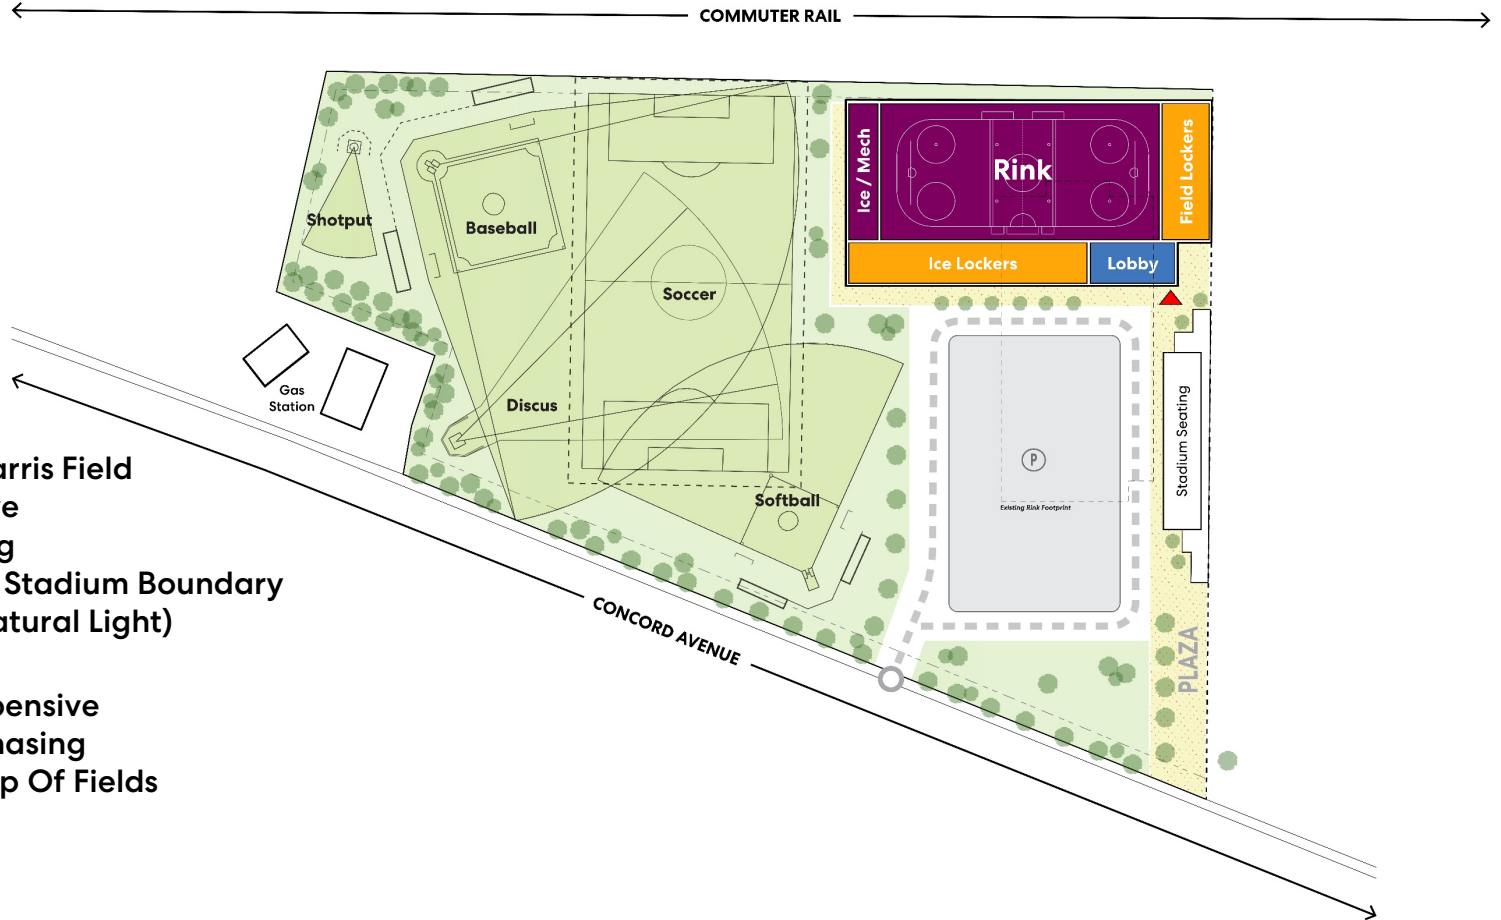 COMMUTER RAIL
Ice / Mech
Rink
Field Lockers
Shotput
Baseball
Ice Lockers
Lobby
Soccer
Gas
Station
Discus
Stadium Seating
P
Existing Rink Footprint
Softball
arris Field
e
g
Stadium Boundary
atural Light)
CONCORD AVENUE
PLAZA
pensive
hasing
p Of Fields